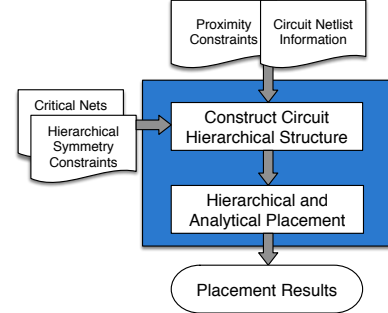 Proximity
Constraints
Circuit Netlist
Information
Critical Nets
Hierarchical
Symmetry
Constraints
Construct Circuit
Hierarchical Structure
Hierarchical and
Analytical Placement
Placement Results